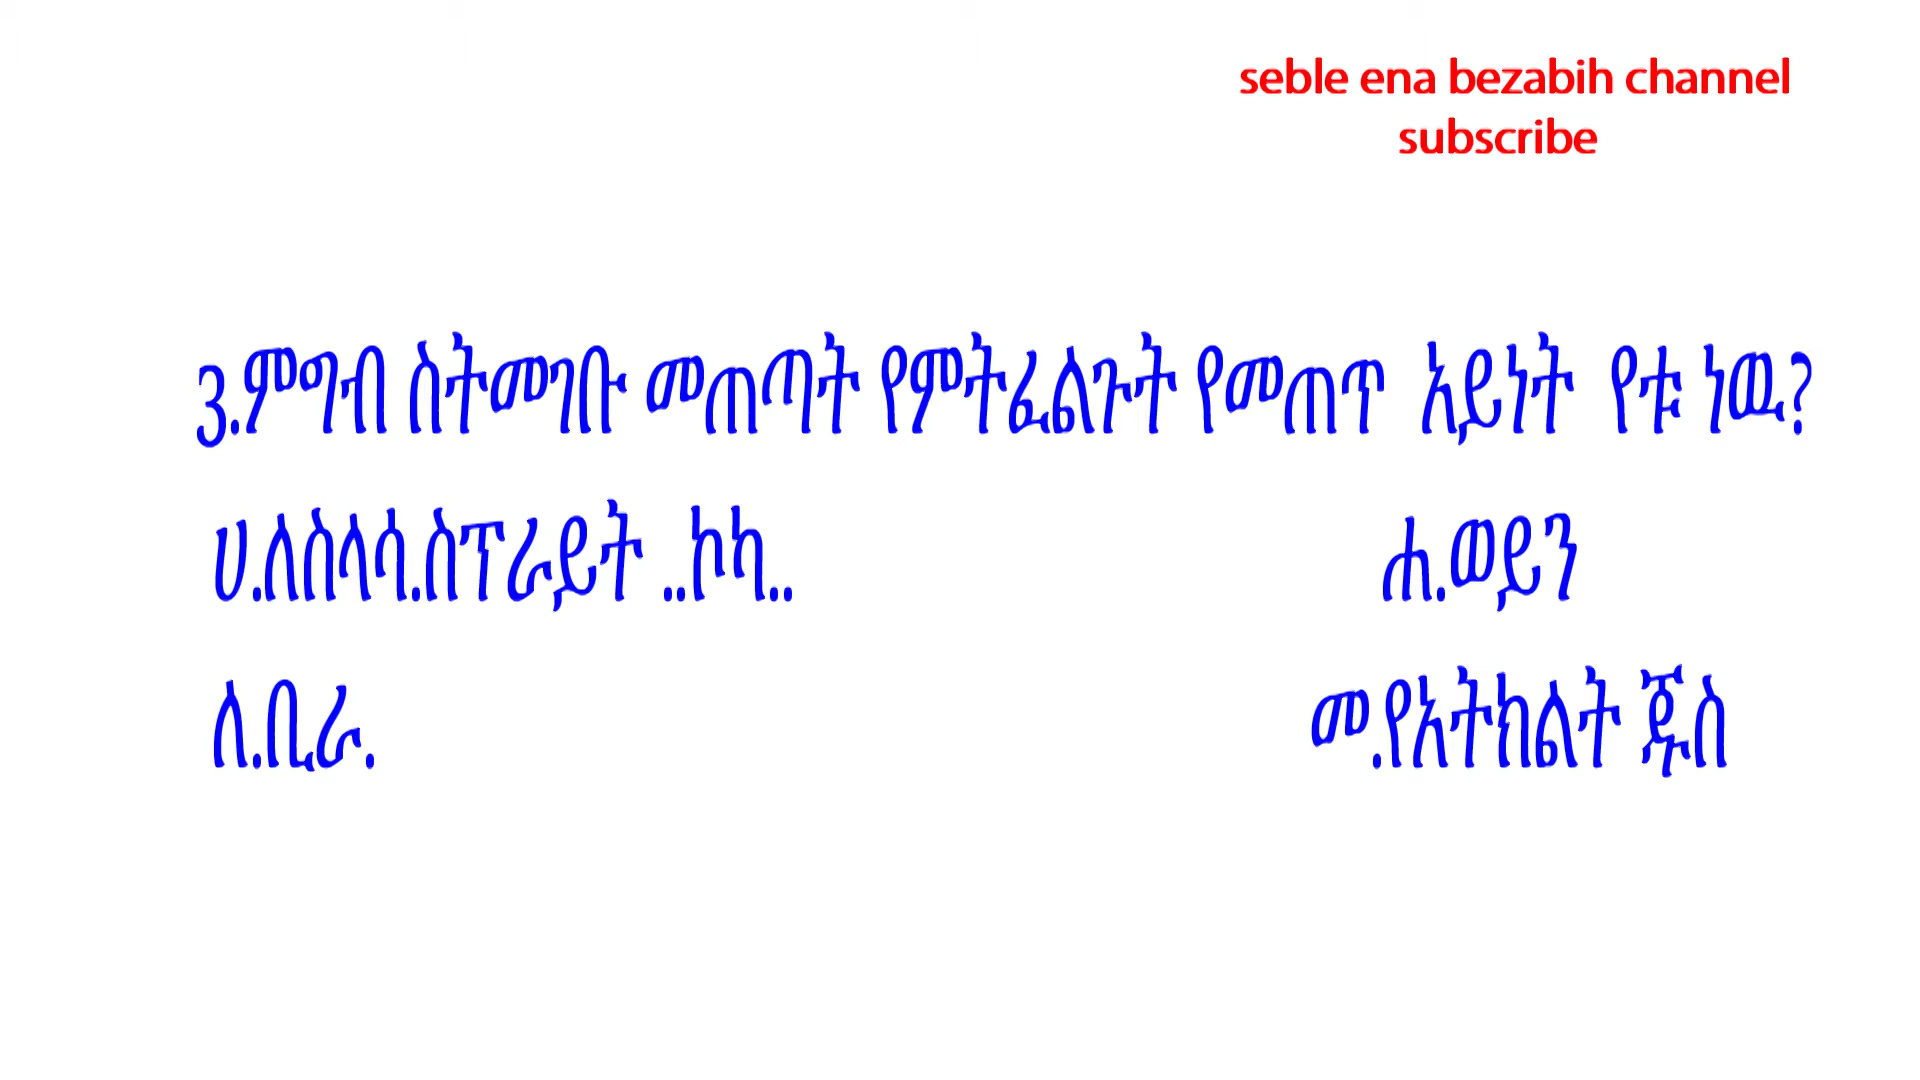 seble ena bezabih channel
subscribe
3.ምግብ ስትመገቡ መጠጣት የምትፈልጉት የመጠጥ አይነት የቱ ነዉ?
ሀ.ለስላሳ.ስፕራይት ..ኮካ.. ሐ.ወይን
ለ.ቢራ. መ.የአትክልት ጁስ